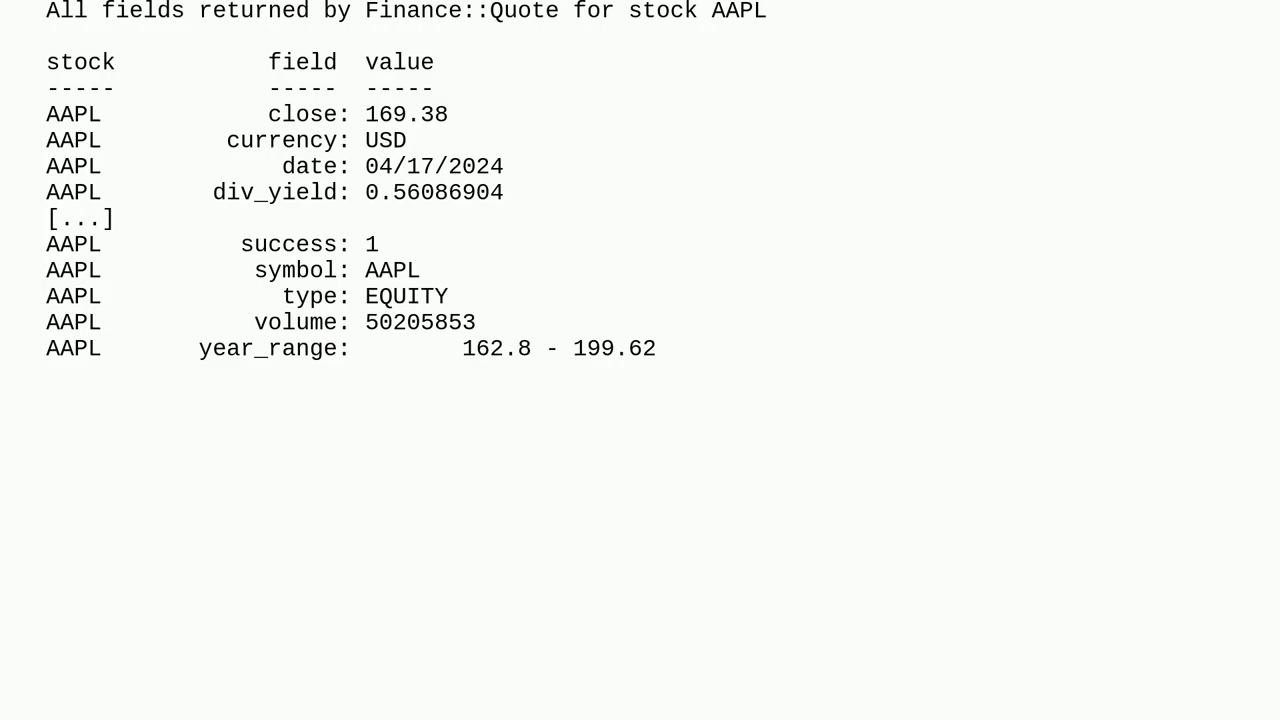 All fields returned by Finance::Quote for stock AAPL

stock           field  value
-----           -----  -----
AAPL            close: 169.38
AAPL         currency: USD
AAPL             date: 04/17/2024
AAPL        div_yield: 0.56086904
[...]
AAPL          success: 1
AAPL           symbol: AAPL
AAPL             type: EQUITY
AAPL           volume: 50205853
AAPL       year_range:        162.8 - 199.62